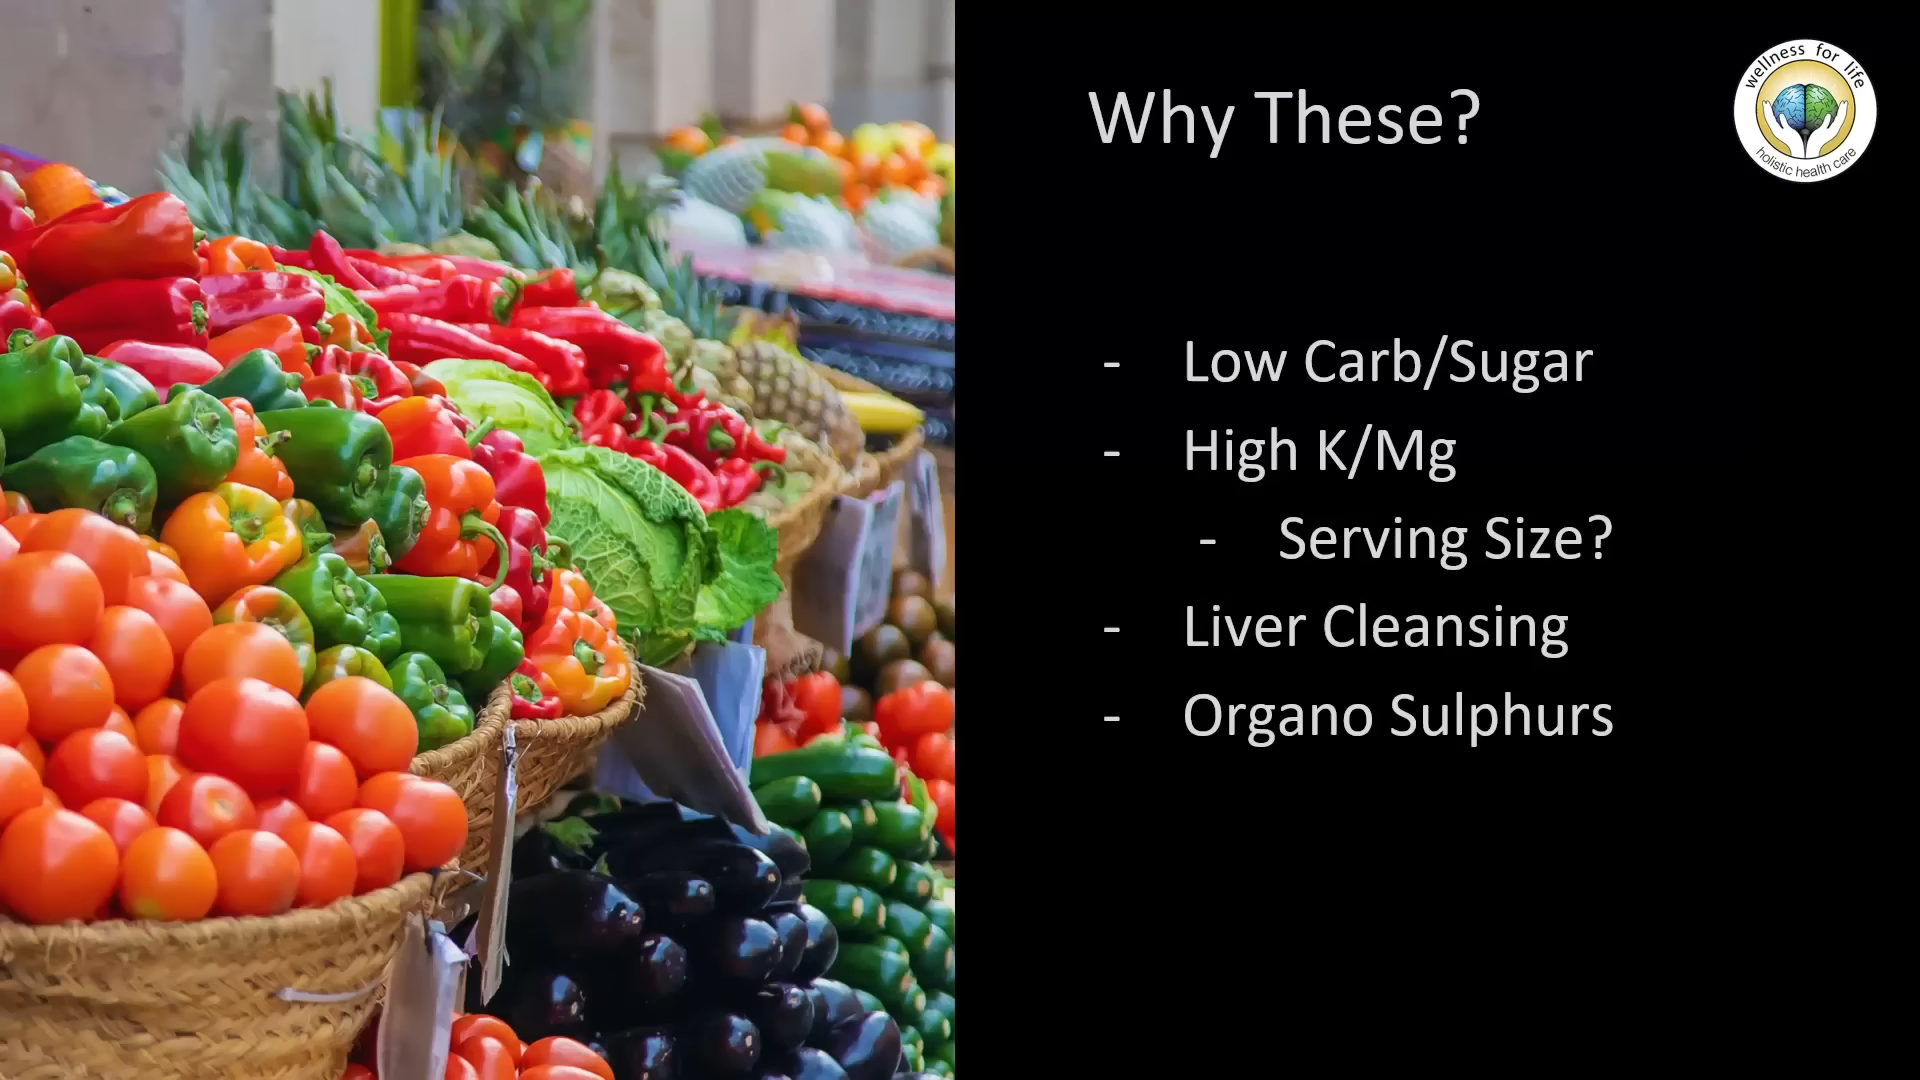 Why These?
wellness for life
holistic health care
- Low Carb/Sugar
- High K/Mg
- Serving Size?
- Liver Cleansing
- Organo Sulphurs